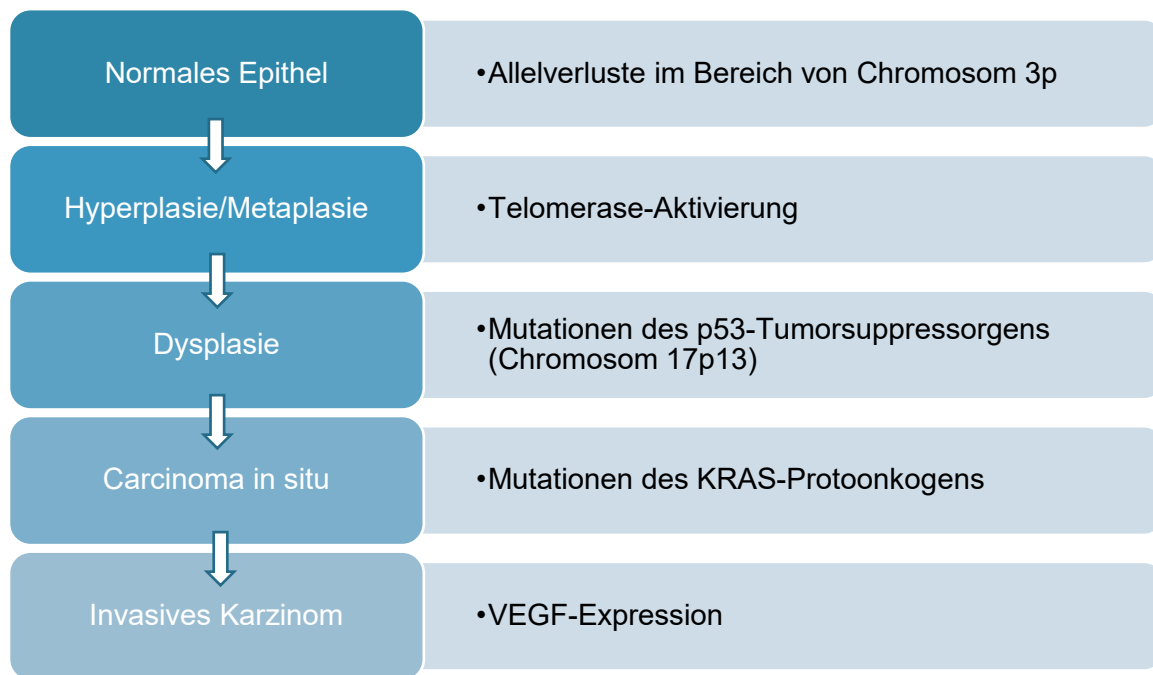 Normales Epithel
•Allelverluste im Bereich von Chromosom 3p
Hyperplasie/Metaplasie
•Telomerase-Aktivierung
Dysplasie
•Mutationen des p53-Tumorsuppressorgens
(Chromosom 17p13)
Carcinoma in situ
•Mutationen des KRAS-Protoonkogens
Invasives Karzinom
•VEGF-Expression